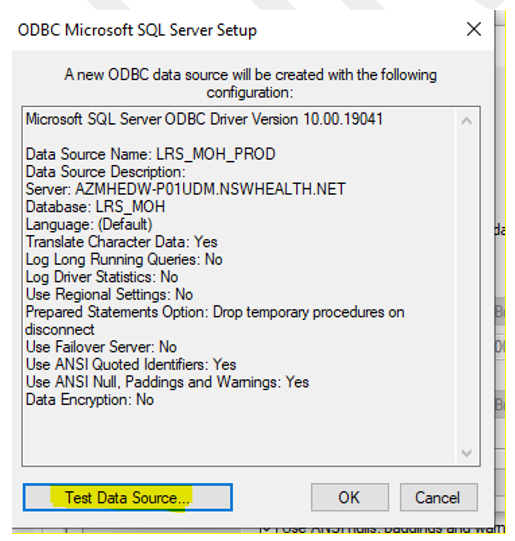 ODBC Microsoft SQL Server Setup
A new ODBC data source will be created with the following
configuration:
Microsoft SQL Server ODBC Driver Version 10.00.19041
Data Source Name: LRS_MOH_PROD
Data Source Description:
Server: AZMHEDW-P01UDM.NSWHEALTH.NET
Database: LRS_MOH
Language: (Default)
Translate Character Data: Yes
Log Long Running Queries: No
Log Driver Statistics: No
Use Regional Settings: No
Prepared Statements Option: Drop temporary procedures on
disconnect
Use Failover Server: No
Use ANSI Quoted Identifiers: Yes
Use ANSI Null, Paddings and Warnings: Yes
Data Encryption: No
Test Data Source...
OK
Cancel